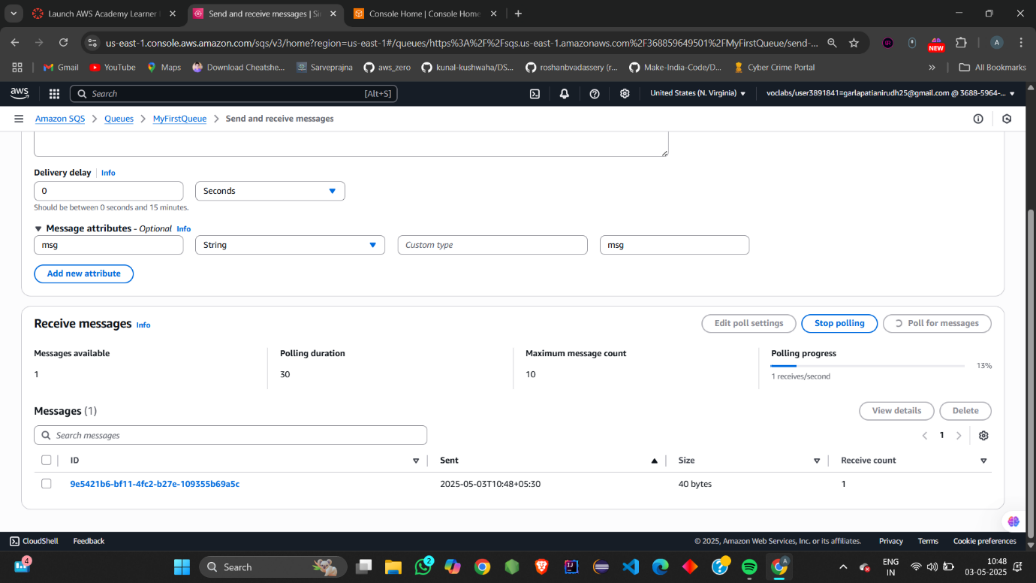 Launch AWS Academy Learner
Send and receive messages | Si
Console Home | Console Home
us-east-1.console.aws.amazon.com/sqs/v3/home?region=us-east-1#/queues/https%3A%2F%2Fsqs.us-east-1.amazonaws.com%2F368859649501%2FMyFirstQueue/send-...
NEW
A
Gmail
YouTube
Maps
Download Cheatshe...
Sarveprajna
aws_zero
kunal-kushwaha/DS...
roshanbvadassery (r...
Make-India-Code/D...
Cyber Crime Portal
»
All Bookmarks
aws
Search
[Alt+S]
United States (N. Virginia)
voclabs/user3891841=garlapatianirudh25@gmail.com @ 3688-5964-...
Amazon SQS
Queues
MyFirstQueue
Send and receive messages
Delivery delay
Info
0
Seconds
Should be between 0 seconds and 15 minutes.
Message attributes - Optional Info
msg
String
Custom type
msg
Add new attribute
Receive messages Info
Edit poll settings
Stop polling
Poll for messages
Messages available
Polling duration
Maximum message count
Polling progress
1
30
10
13%
1 receives/second
Messages (1)
View details
Delete
Search messages
1
ID
Sent
Size
Receive count
9e5421b6-bf11-4fc2-b27e-109355b69a5c
2025-05-03T10:48+05:30
40 bytes
1
CloudShell
Feedback
© 2025, Amazon Web Services, Inc. or its affiliates.
Privacy
Terms
Cookie preferences
4
Search
2
ENG
IN
10:48
03-05-2025